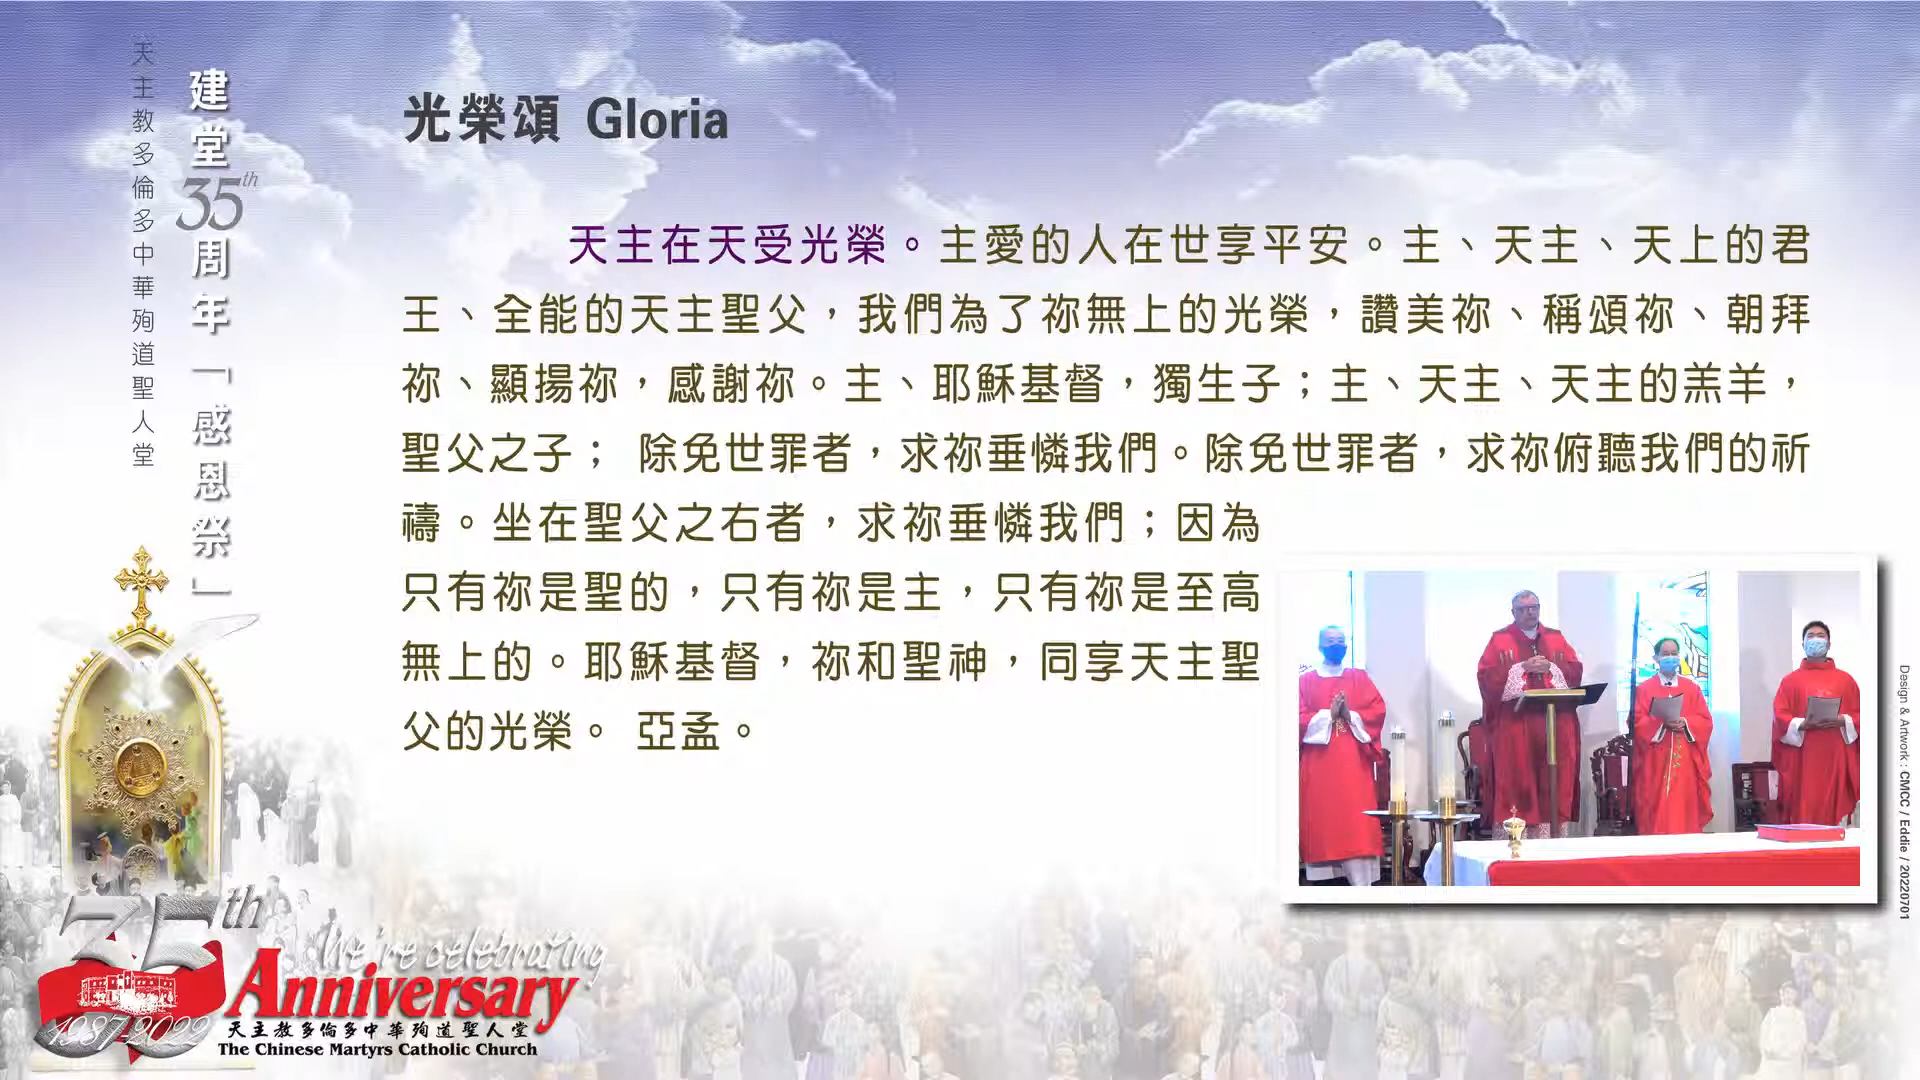 天主教多倫多中華殉道聖人堂
建堂35th周年「感恩祭」
光榮頌 Gloria
天主在天受光榮。主愛的人在世享平安。主、天主、天上的君
王、全能的天主聖父，我們為了祢無上的光榮，讚美祢、稱頌祢、朝拜
祢、顯揚祢，感謝祢。主、耶穌基督，獨生子；主、天主、天主的羔羊，
聖父之子； 除免世罪者，求祢垂憐我們。除免世罪者，求祢俯聽我們的祈
禱。坐在聖父之右者，求祢垂憐我們；因為
只有祢是聖的，只有祢是主，只有祢是至高
無上的。耶穌基督，祢和聖神，同享天主聖
父的光榮。 亞孟。
35th
We're celebrating
Anniversary
1987-2022
天主教多倫多中華殉道聖人堂
The Chinese Martyrs Catholic Church
Design & Artwork : CMCC / Eddie / 20220701